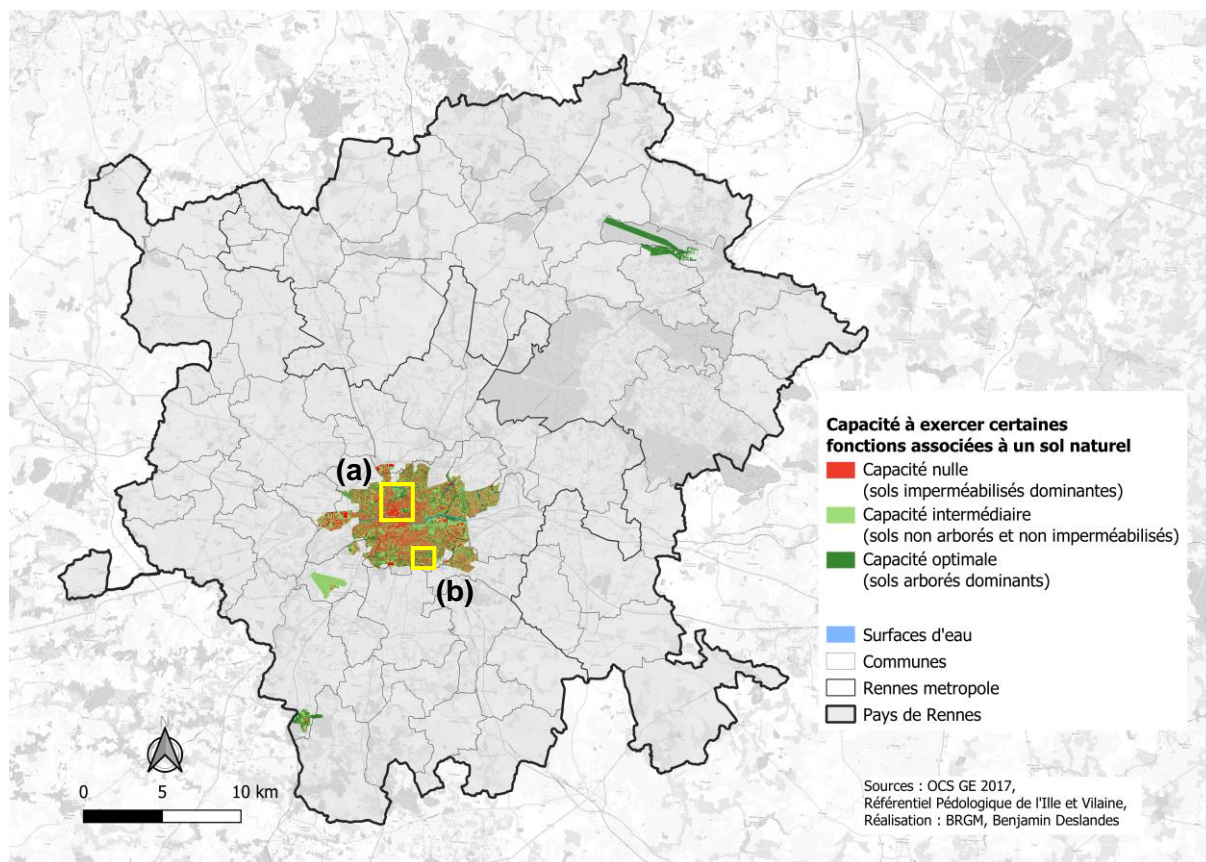 (a)
(b)
Capacité à exercer certaines
fonctions associées à un sol naturel
Capacité nulle
(sols imperméabilisés dominantes)
Capacité intermédiaire
(sols non arborés et non imperméabilisés)
Capacité optimale
(sols arborés dominants)
Surfaces d'eau
Communes
Rennes metropole
Pays de Rennes
N
0 5 10 km
Sources : OCS GE 2017,
Référentiel Pédologique de l'Ille et Vilaine,
Réalisation : BRGM, Benjamin Deslandes